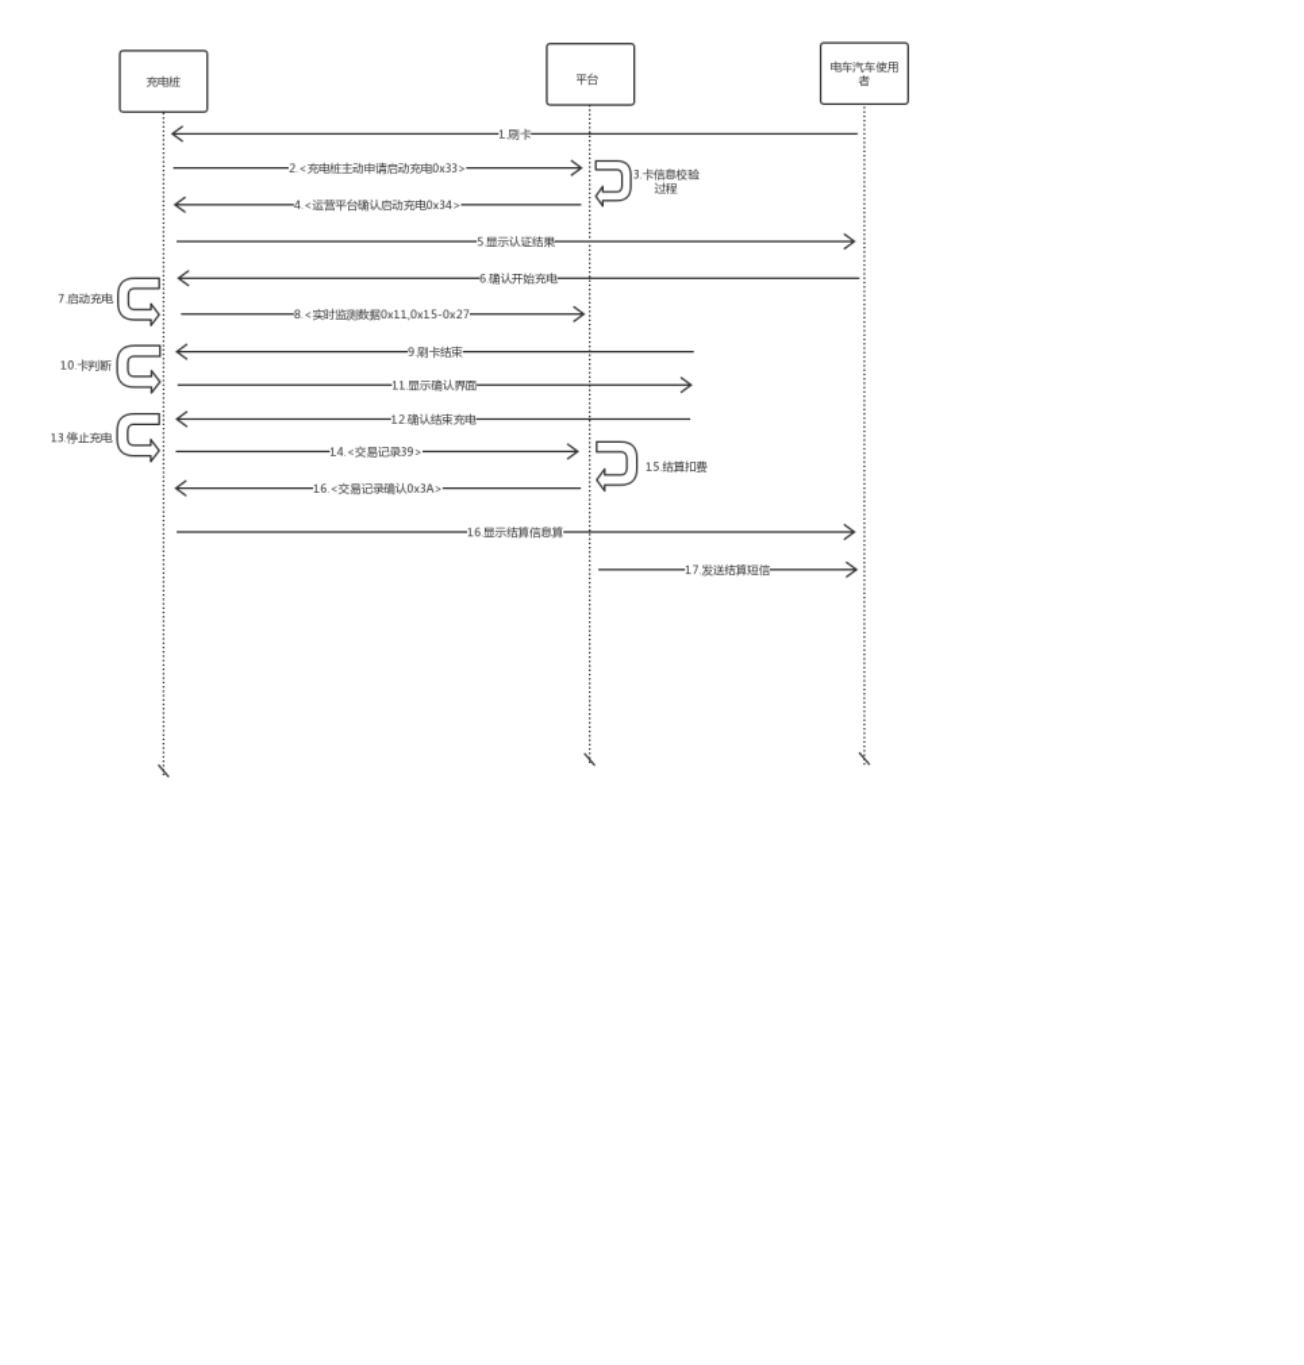 充电桩
平台
电车汽车使用
者
1.刷卡
2.<充电桩主动申请启动充电0x33>
3.卡信息校验
过程
4.<运营平台确认启动充电0x34>
5.显示认证结果
6.确认开始充电
7.启动充电
8.<实时监测数据0x11,0x15-0x27
9.刷卡结束
10.卡判断
11.显示确认界面
12.确认结束充电
13.停止充电
14.<交易记录39>
15.结算扣费
16.<交易记录确认0x3A>
16.显示结算信息算
17.发送结算短信